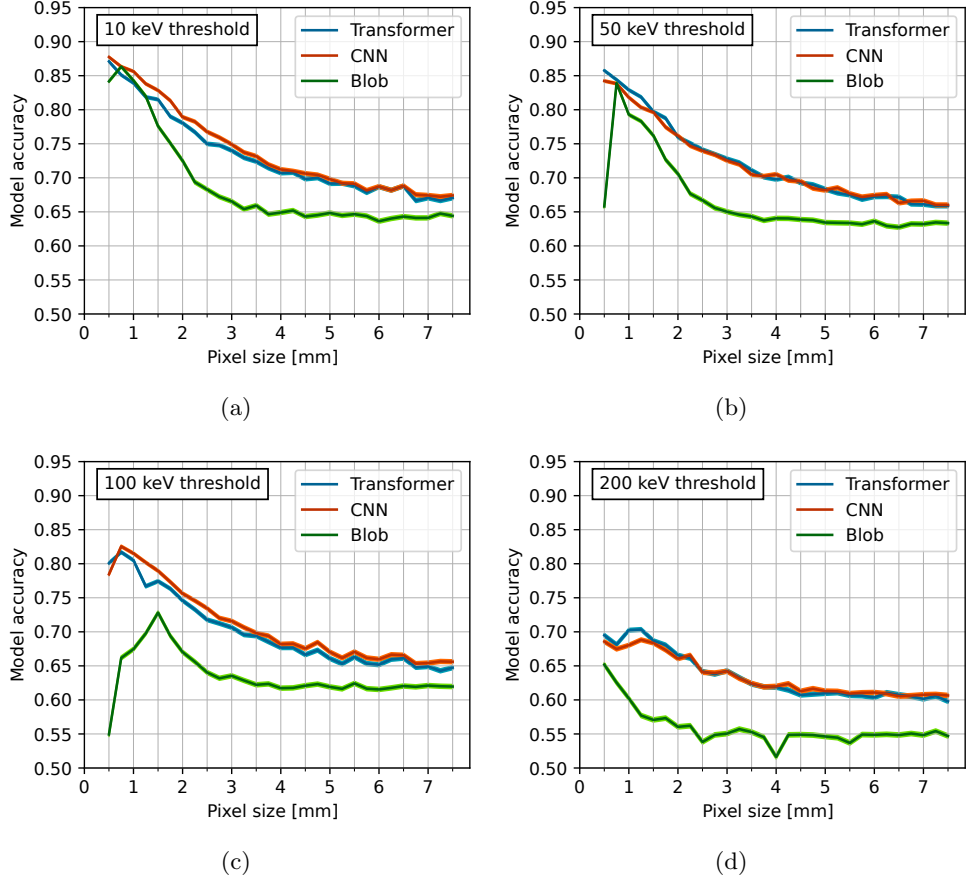 10 keV threshold
Transformer
CNN
Blob
0.95
0.90
0.85
0.80
0.75
0.70
0.65
0.60
0.55
0.50
Model accuracy
0 1 2 3 4 5 6 7
Pixel size [mm]
(a)
50 keV threshold
Transformer
CNN
Blob
0.95
0.90
0.85
0.80
0.75
0.70
0.65
0.60
0.55
0.50
Model accuracy
0 1 2 3 4 5 6 7
Pixel size [mm]
(b)
100 keV threshold
Transformer
CNN
Blob
0.95
0.90
0.85
0.80
0.75
0.70
0.65
0.60
0.55
0.50
Model accuracy
0 1 2 3 4 5 6 7
Pixel size [mm]
(c)
200 keV threshold
Transformer
CNN
Blob
0.95
0.90
0.85
0.80
0.75
0.70
0.65
0.60
0.55
0.50
Model accuracy
0 1 2 3 4 5 6 7
Pixel size [mm]
(d)